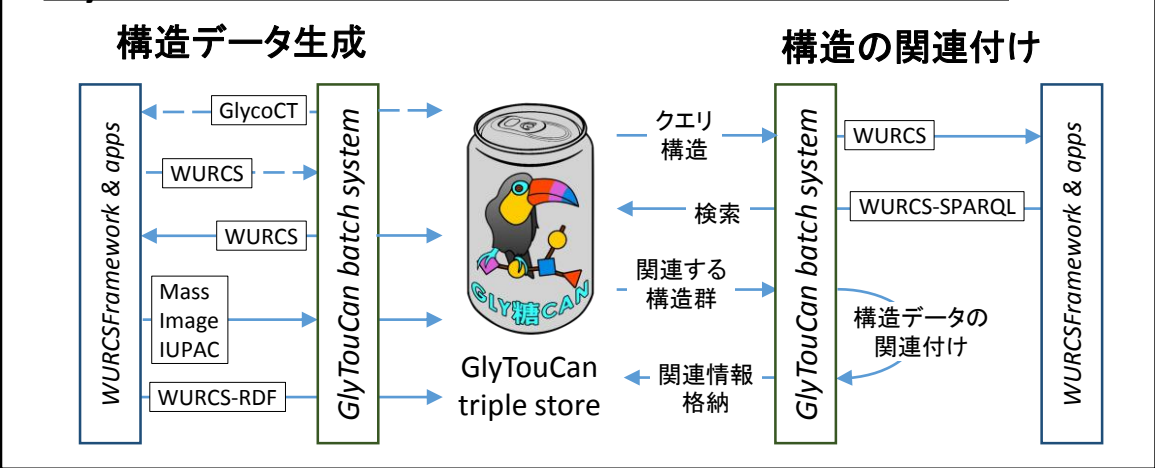 構造データ生成
構造の関連付け
WURCSFramework & apps
GlycoCT
WURCS
WURCS
Mass
Image
IUPAC
WURCS-RDF
GlyTouCan batch system
GLY糖CAN
GlyTouCan
triple store
クエリ
構造
検索
関連する
構造群
関連情報
格納
GlyTouCan batch system
WURCS
WURCS-SPARQL
構造データの
関連付け
WURCSFramework & apps